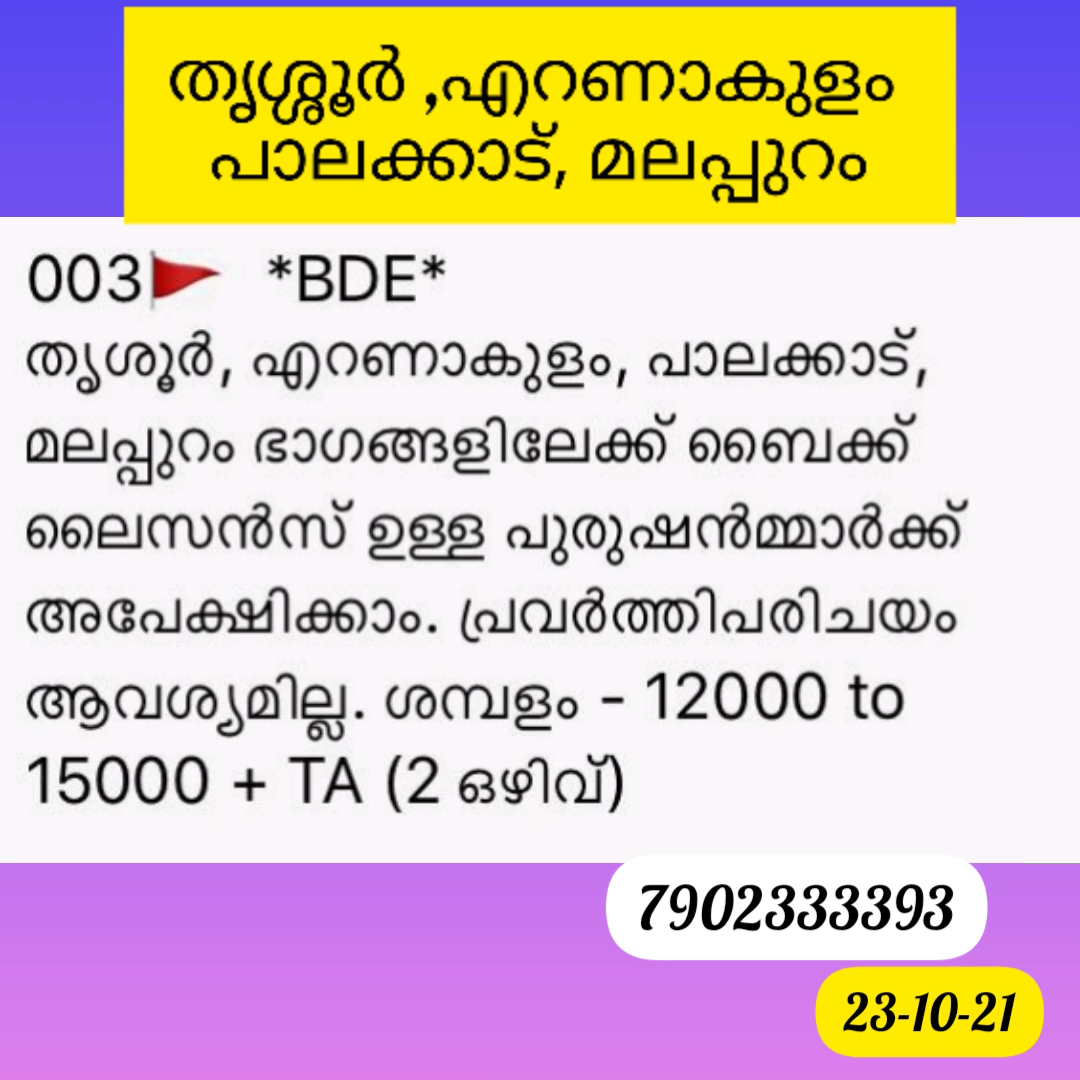 തൃശ്ശൂർ ,എറണാകുളം
പാലക്കാട്, മലപ്പുറം
003🚩 *BDE*
തൃശൂർ, എറണാകുളം, പാലക്കാട്,
മലപ്പുറം ഭാഗങ്ങളിലേക്ക് ബൈക്ക്
ലൈസൻസ് ഉള്ള പുരുഷൻമ്മാർക്ക്
അപേക്ഷിക്കാം. പ്രവർത്തിപരിചയം
ആവശ്യമില്ല. ശമ്പളം - 12000 to
15000 + TA (2 ഒഴിവ്)
7902333393
23-10-21